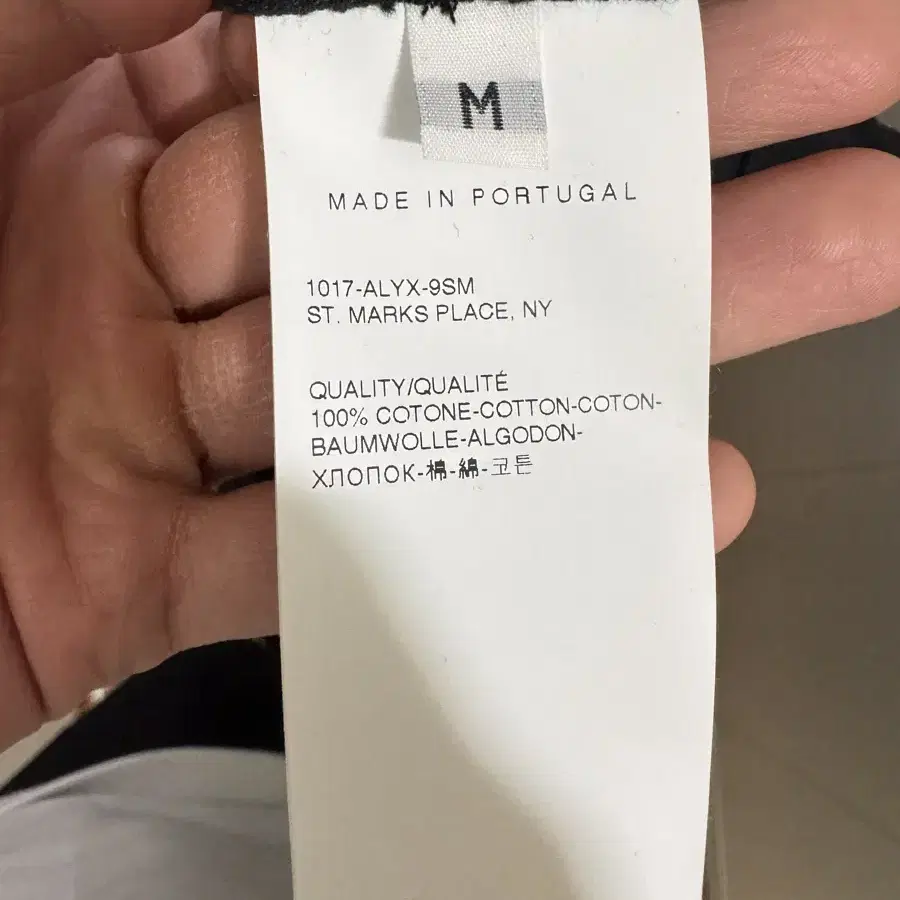 M
MADE IN PORTUGAL
1017-ALYX-9SM
ST. MARKS PLACE, NY
QUALITY/QUALITÉ
100% COTONE-COTTON-COTON-
BAUMWOLLE-ALGODON-
ХЛОПОК-棉-綿-코튼